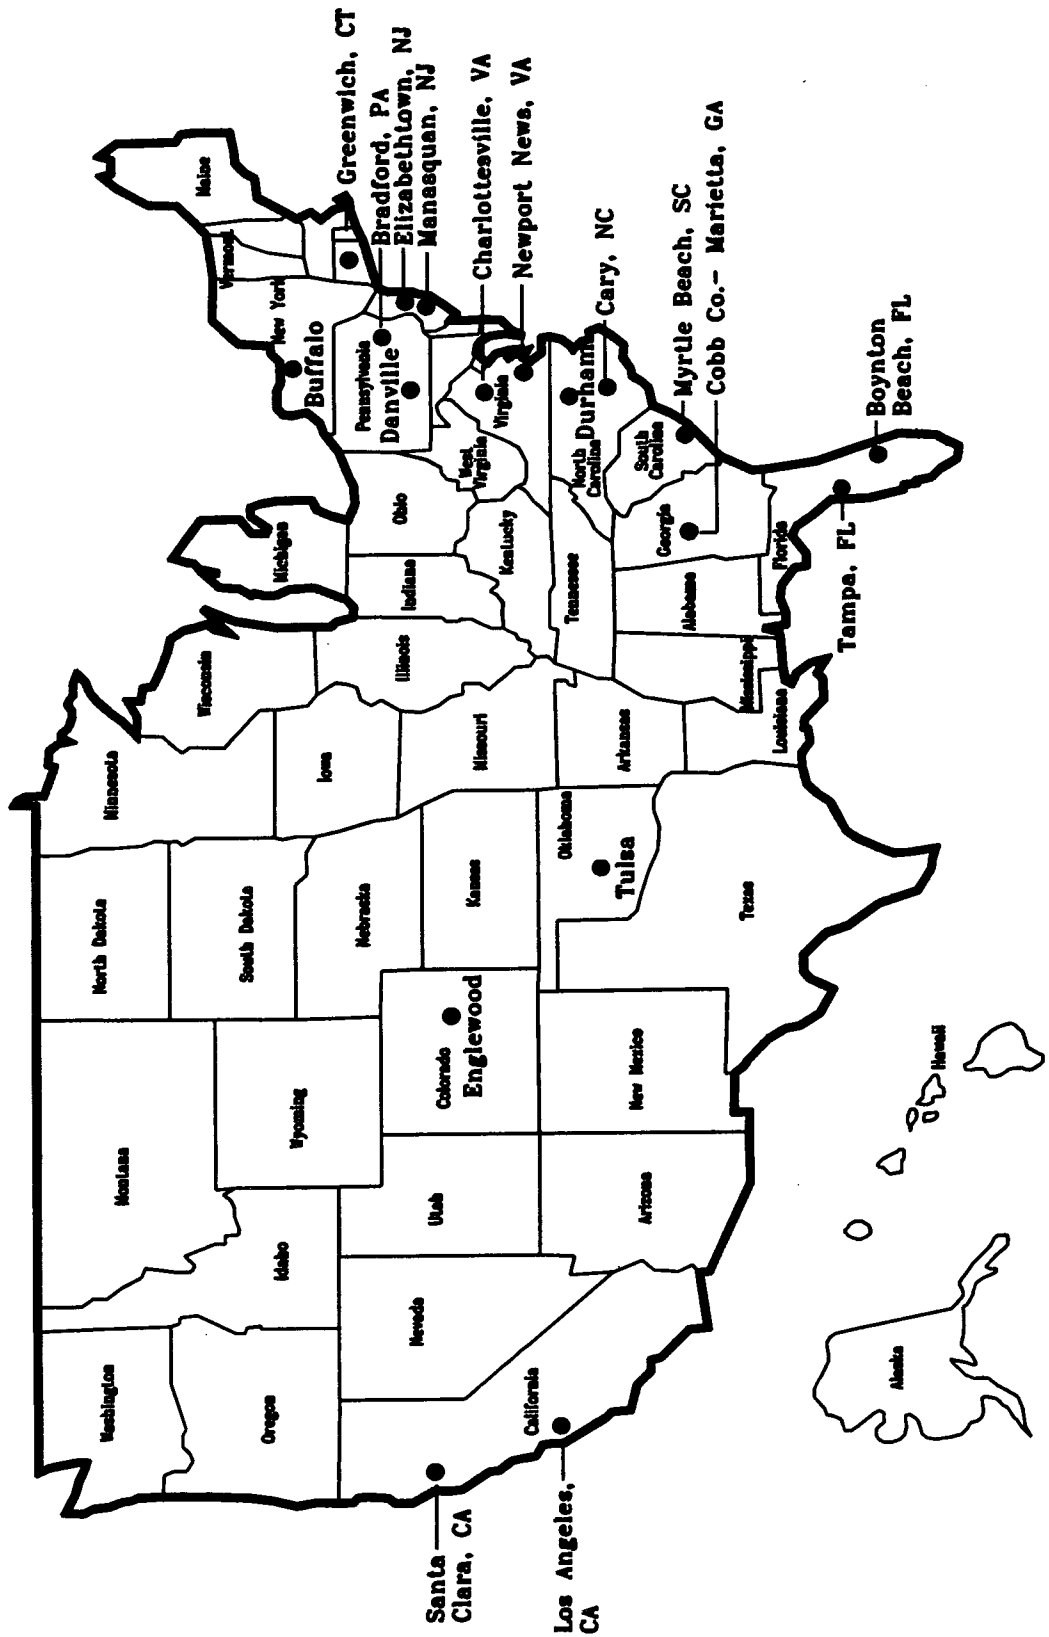 Washington
Oregon
California
Nevada
Idaho
Montana
Wyoming
Utah
Arizona
Colorado
Englewood
New Mexico
North Dakota
South Dakota
Nebraska
Kansas
Oklahoma
Tulsa
Texas
Minnesota
Iowa
Missouri
Arkansas
Louisiana
Wisconsin
Illinois
Michigan
Indiana
Ohio
Kentucky
Tennessee
Mississippi
Alabama
Georgia
Florida
South
Carolina
North
Carolina
Durham
West
Virginia
Virginia
Pennsylvania
Danville
New York
Buffalo
Vermont
Maine
Greenwich, CT
Bradford, PA
Elizabethtown, NJ
Manasquan, NJ
Charlottesville, VA
Newport News, VA
Cary, NC
Myrtle Beach, SC
Cobb Co.- Marietta, GA
Boynton
Beach, FL
Tampa, FL
Santa
Clara, CA
Los Angeles,
CA
Alaska
Hawaii